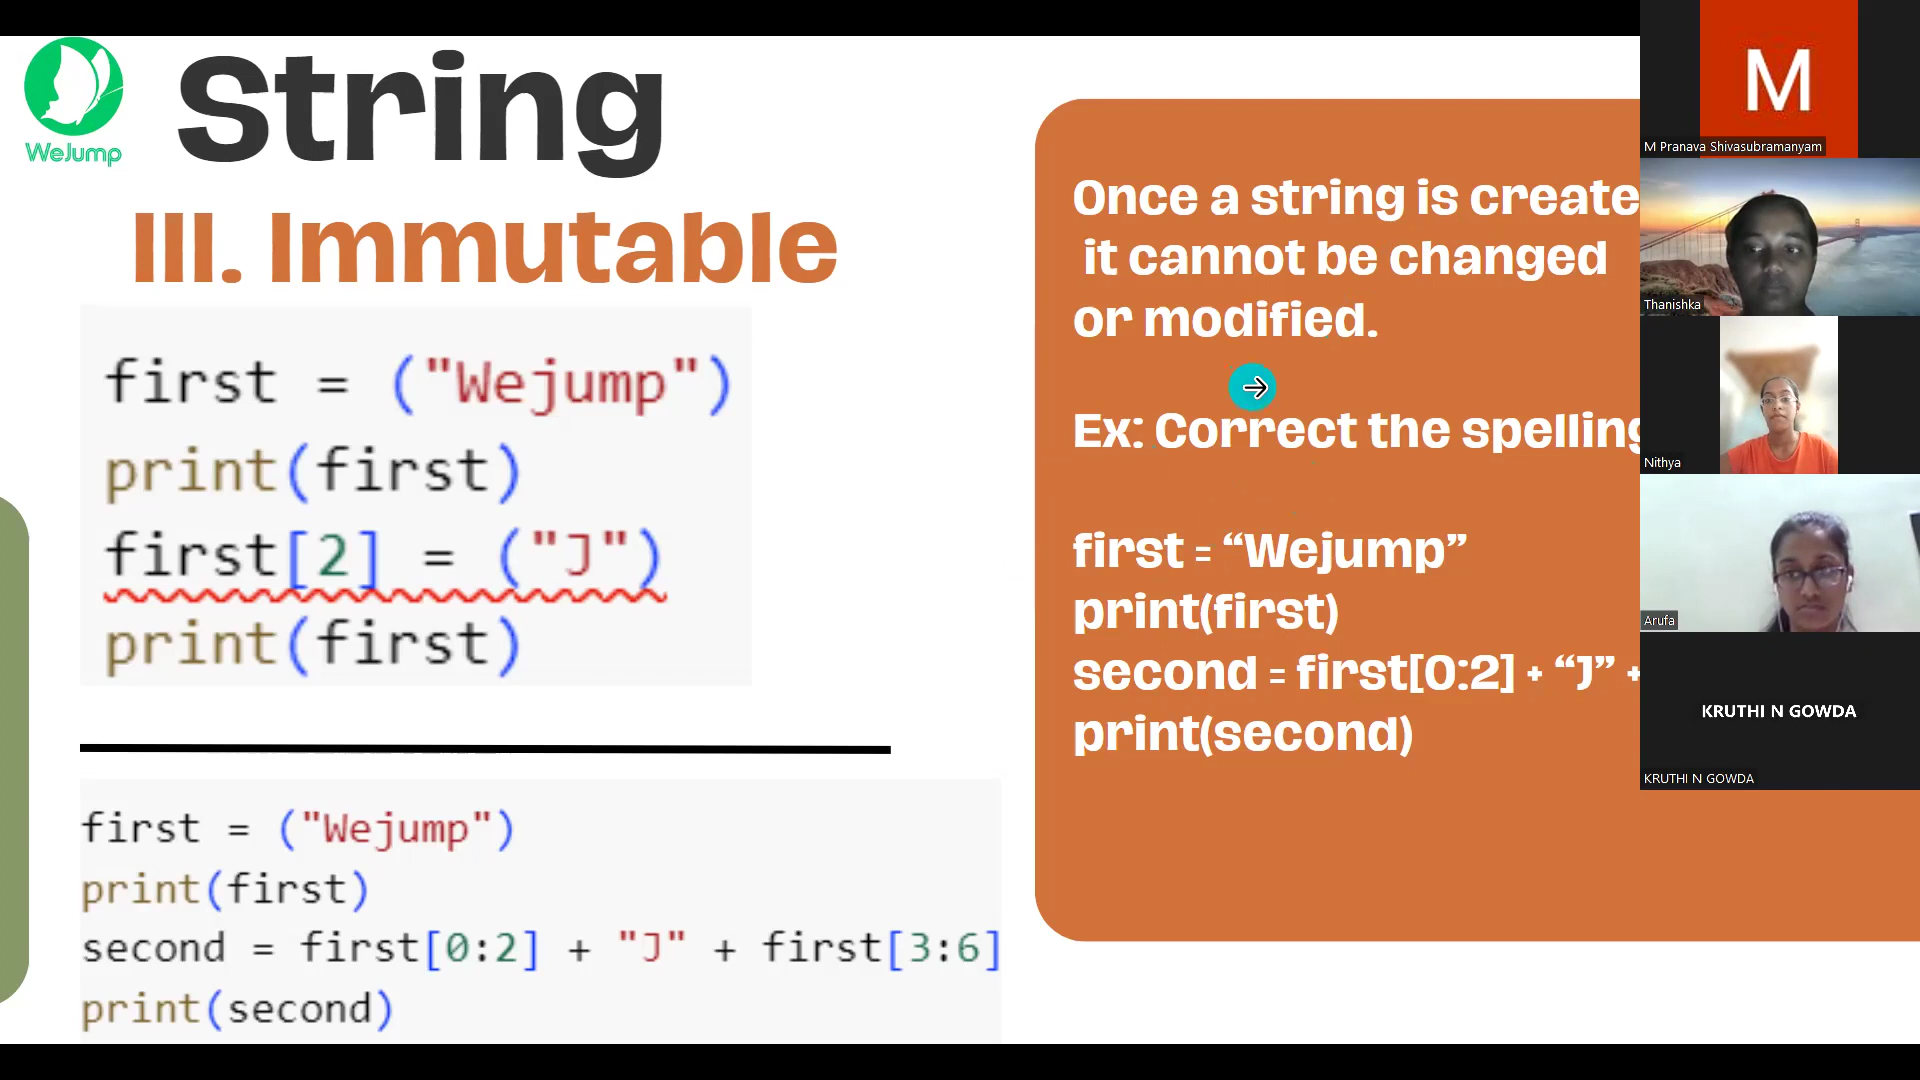 WeJump
String
III. Immutable
first = ("Wejump")
print(first)
first[2] = ("J")
print(first)
first = ("Wejump")
print(first)
second = first[0:2] + "J" + first[3:6]
print(second)
Once a string is create
it cannot be changed
or modified.
Ex: Correct the spelling
first = “Wejump”
print(first)
second = first[0:2] + “J” +
print(second)
M
M Pranava Shivasubramanyam
Thanishka
Nithya
Arufa
KRUTHI N GOWDA
KRUTHI N GOWDA